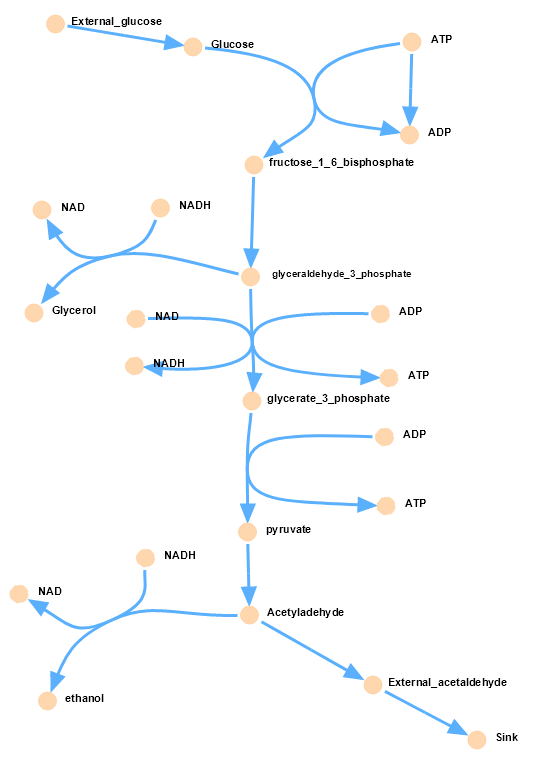 External_glucose
Glucose
ATP
ADP
fructose_1_6_bisphosphate
NAD
NADH
glyceraldehyde_3_phosphate
Glycerol
NAD
ADP
NADH
ATP
glycerate_3_phosphate
ADP
ATP
pyruvate
NADH
NAD
Acetyladehyde
External_acetaldehyde
ethanol
Sink